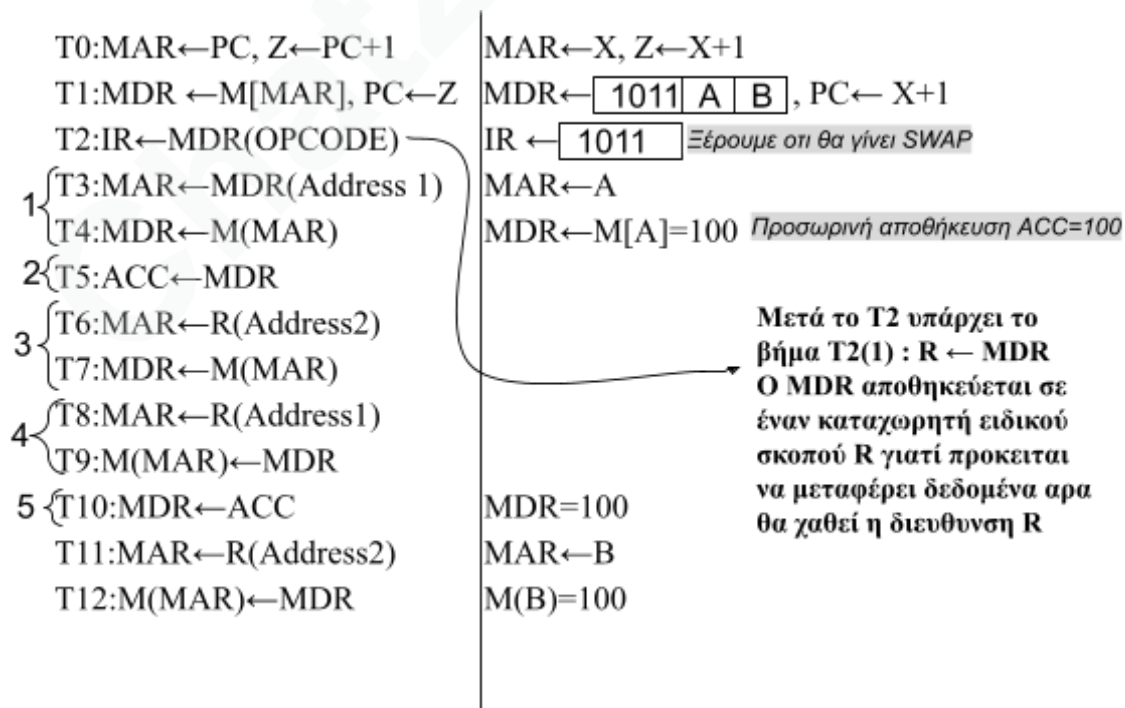 T0:MAR←PC, Z←PC+1
MAR←X, Z←X+1
T1:MDR ←M[MAR], PC←Z
MDR← 1011 A B , PC← X+1
T2:IR←MDR(OPCODE)
IR ← 1011 Ξέρουμε οτι θα γίνει SWAP
1 T3:MAR←MDR(Address 1)
MAR←A
T4:MDR←M(MAR)
MDR←M[A]=100 Προσωρινή αποθήκευση ACC=100
2 T5:ACC←MDR
3 T6:MAR←R(Address2)
T7:MDR←M(MAR)
4 T8:MAR←R(Address1)
T9:M(MAR)←MDR
5 T10:MDR←ACC
MDR=100
T11:MAR←R(Address2)
MAR←B
T12:M(MAR)←MDR
M(B)=100
Μετά το T2 υπάρχει το
βήμα T2(1) : R ← MDR
Ο MDR αποθηκεύεται σε
έναν καταχωρητή ειδικού
σκοπού R γιατί προκειται
να μεταφέρει δεδομένα αρα
θα χαθεί η διευθυνση R